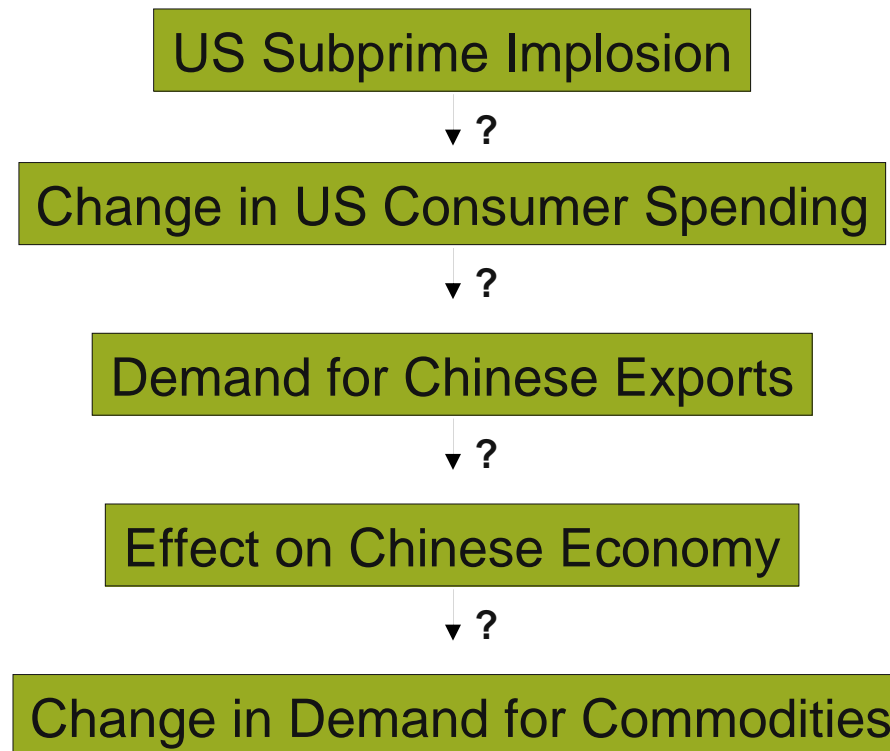 US Subprime Implosion
?
Change in US Consumer Spending
?
Demand for Chinese Exports
?
Effect on Chinese Economy
?
Change in Demand for Commodities